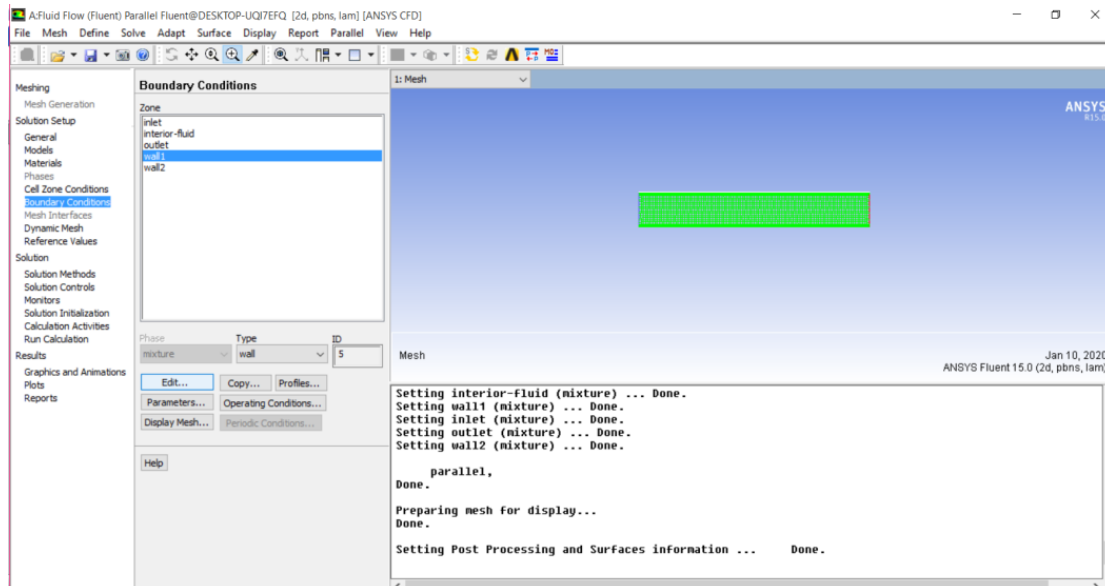 A:Fluid Flow (Fluent) Parallel Fluent@DESKTOP-UQI7EFQ [2d, pbns, lam] [ANSYS CFD]
File Mesh Define Solve Adapt Surface Display Report Parallel View Help
Meshing
Mesh Generation
Solution Setup
General
Models
Materials
Phases
Cell Zone Conditions
Boundary Conditions
Mesh Interfaces
Dynamic Mesh
Reference Values
Solution
Solution Methods
Solution Controls
Monitors
Solution Initialization
Calculation Activities
Run Calculation
Results
Graphics and Animations
Plots
Reports
Boundary Conditions
Zone
inlet
interior-fluid
outlet
wall1
wall2
Phase Type ID
mixture wall 5
Edit... Copy... Profiles...
Parameters... Operating Conditions...
Display Mesh... Periodic Conditions...
Help
1: Mesh
ANSYS
R15.0
Mesh
Jan 10, 2020
ANSYS Fluent 15.0 (2d, pbns, lam)
Setting interior-fluid (mixture) ... Done.
Setting wall1 (mixture) ... Done.
Setting inlet (mixture) ... Done.
Setting outlet (mixture) ... Done.
Setting wall2 (mixture) ... Done.
parallel,
Done.
Preparing mesh for display...
Done.
Setting Post Processing and Surfaces information ... Done.